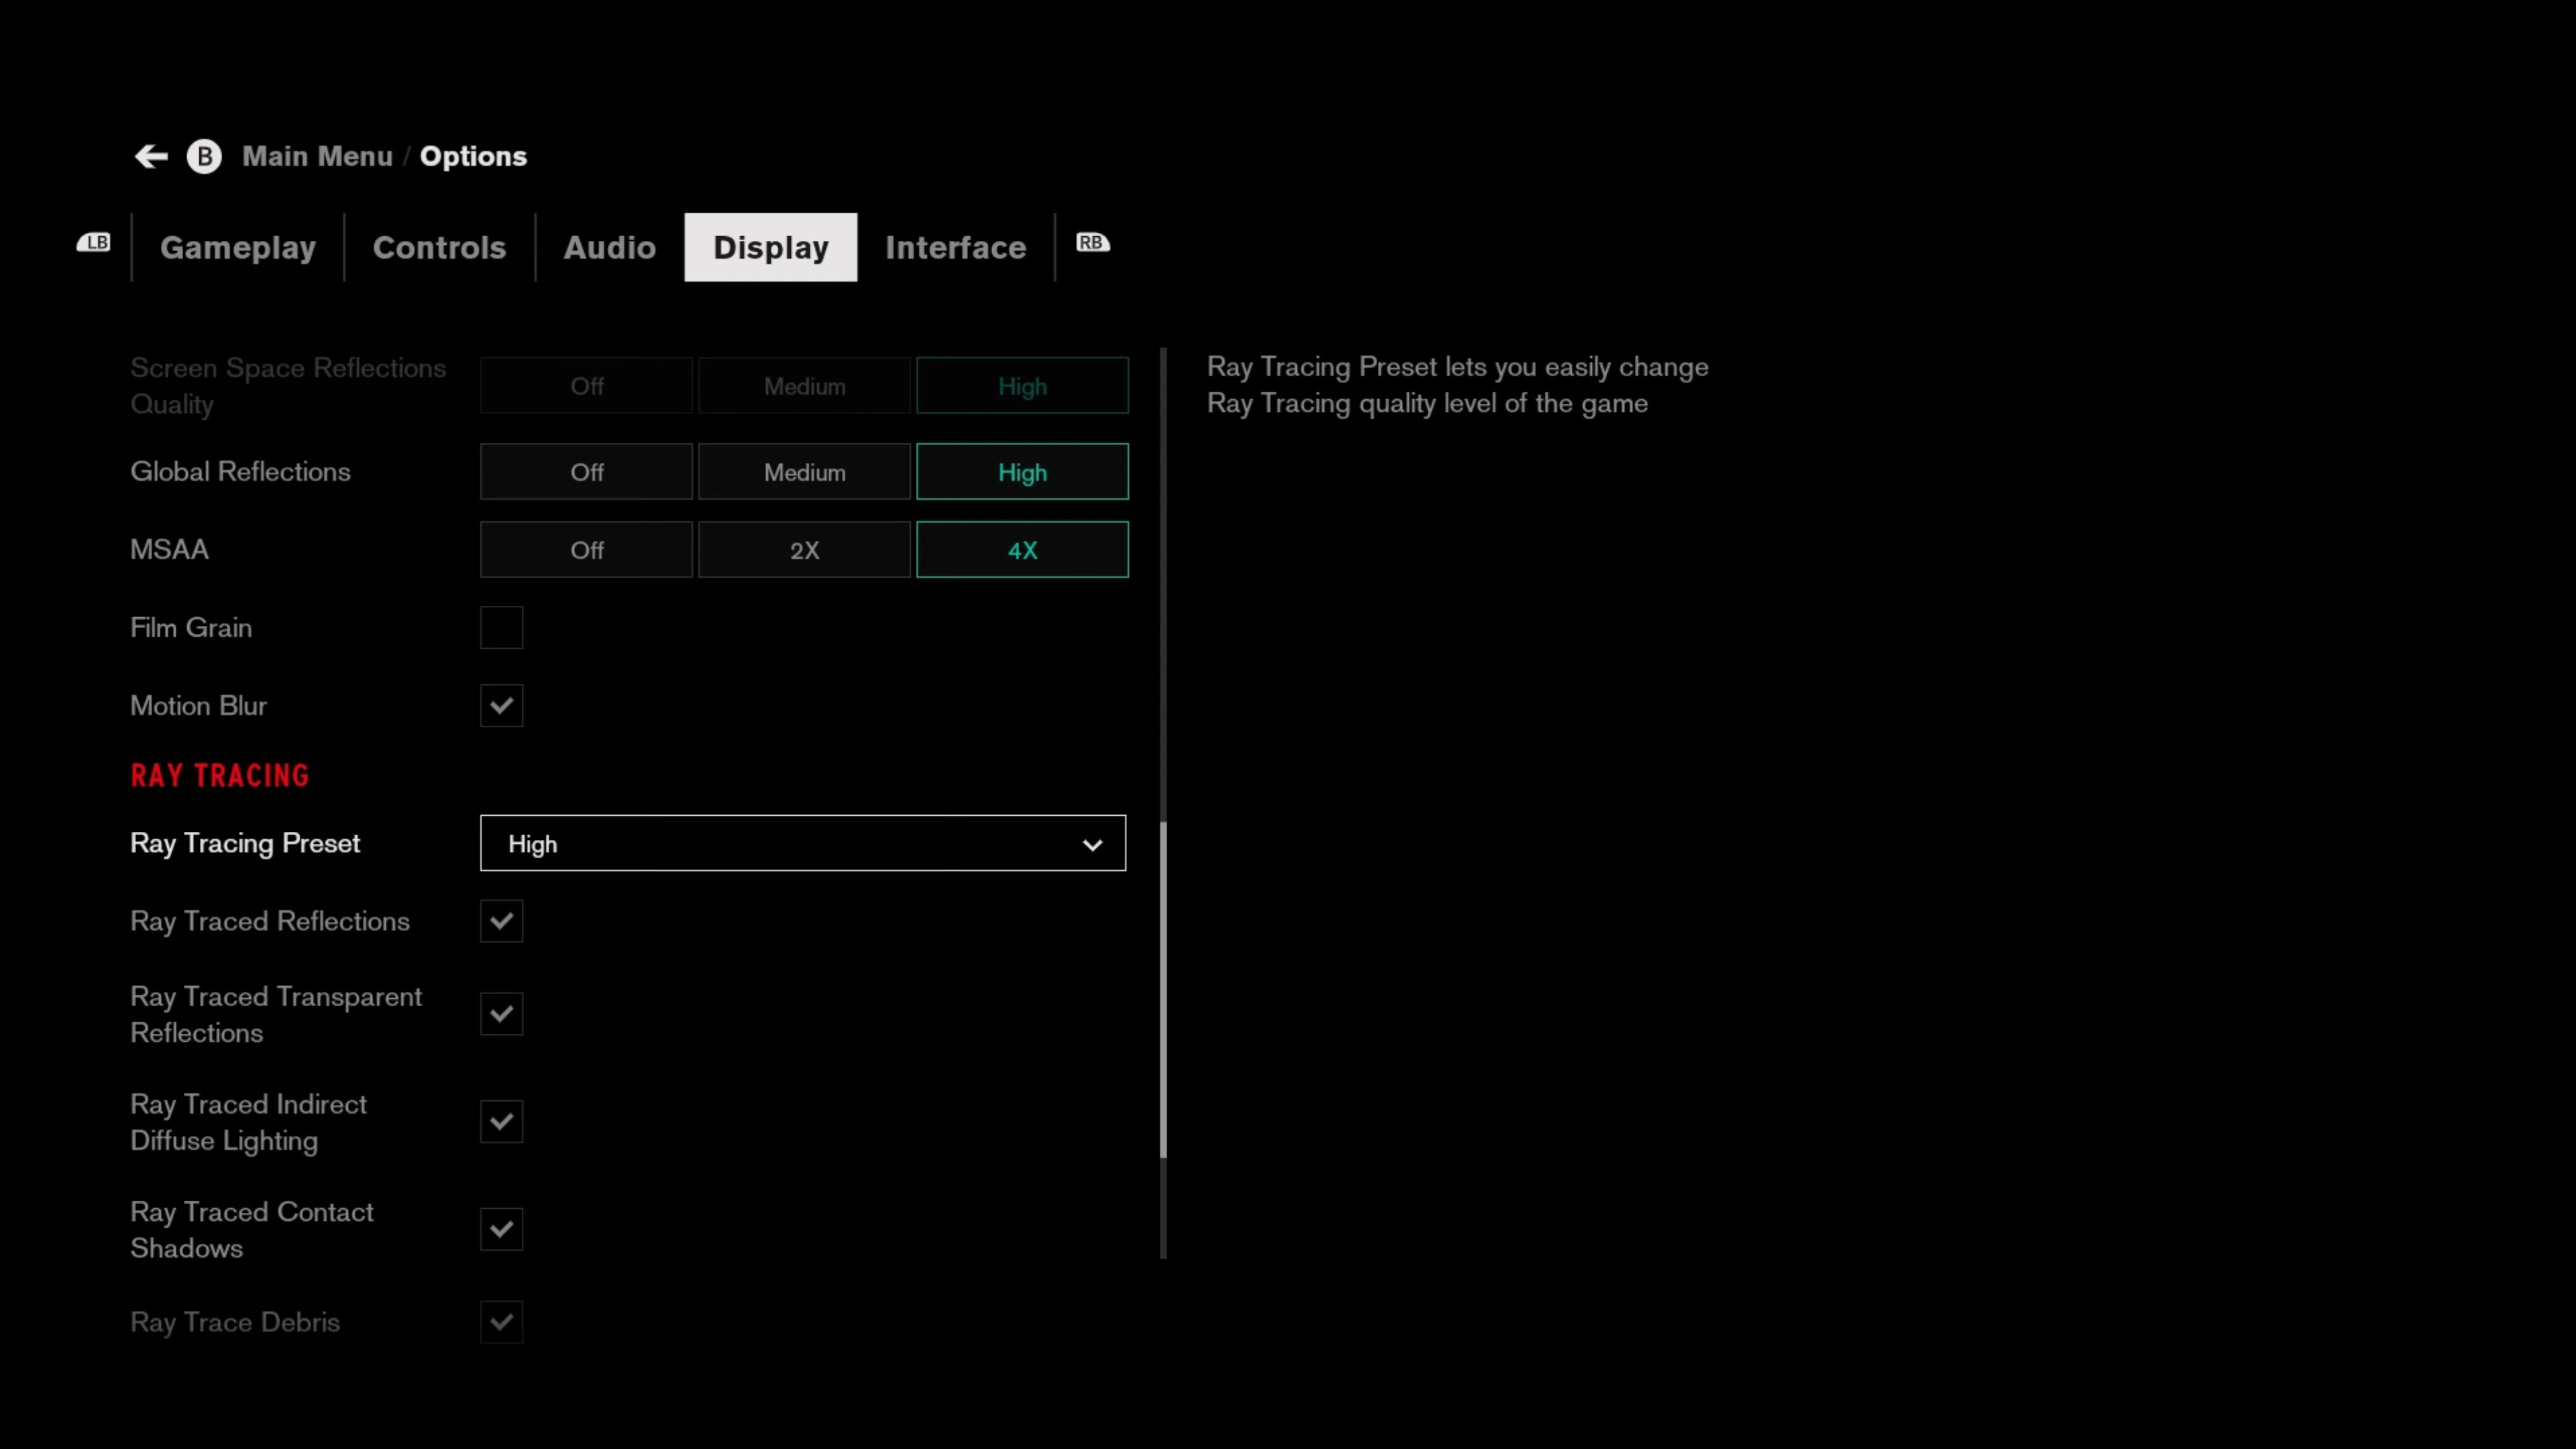 B Main Menu / Options
LB Gameplay Controls Audio Display Interface RB
Screen Space Reflections
Quality
Off Medium High
Ray Tracing Preset lets you easily change
Ray Tracing quality level of the game
Global Reflections Off Medium High
MSAA Off 2X 4X
Film Grain
Motion Blur
RAY TRACING
Ray Tracing Preset High
Ray Traced Reflections
Ray Traced Transparent
Reflections
Ray Traced Indirect
Diffuse Lighting
Ray Traced Contact
Shadows
Ray Trace Debris